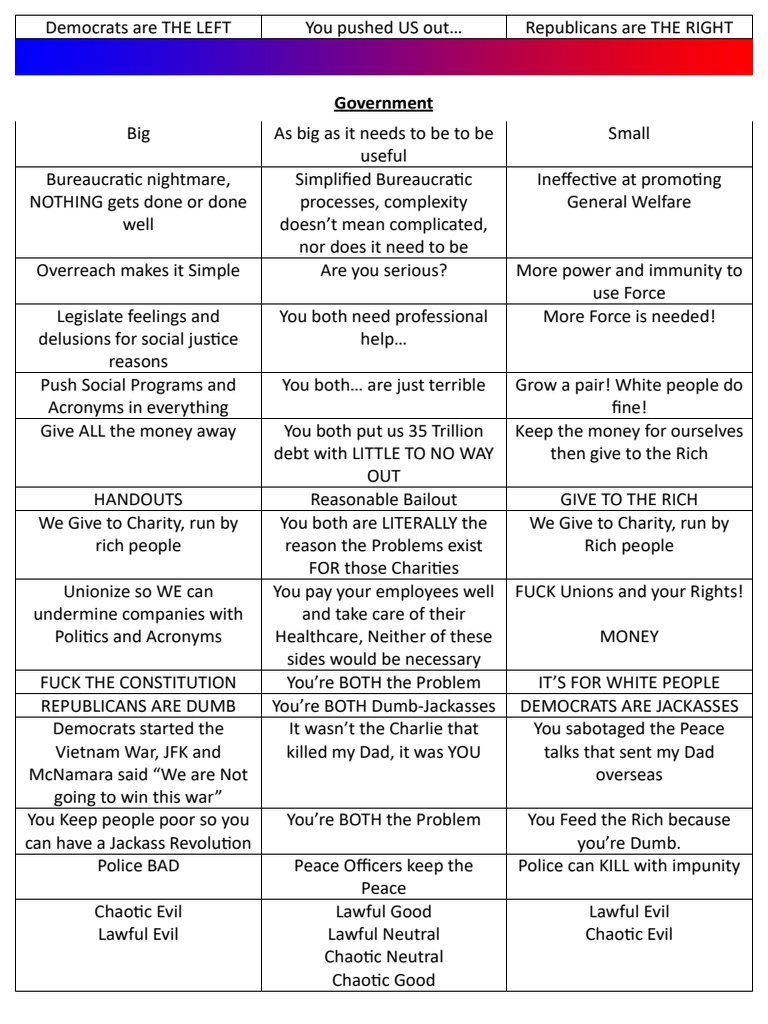 Democrats are THE LEFT
You pushed US out...
Republicans are THE RIGHT
Government
Big
As big as it needs to be to be
useful
Small
Bureaucratic nightmare,
NOTHING gets done or done
well
Simplified Bureaucratic
processes, complexity
doesn't mean complicated,
nor does it need to be
Ineffective at promoting
General Welfare
Overreach makes it Simple
Are you serious?
More power and immunity to
use Force
Legislate feelings and
delusions for social justice
reasons
You both need professional
help...
More Force is needed!
Push Social Programs and
Acronyms in everything
You both... are just terrible
Grow a pair! White people do
fine!
Give ALL the money away
You both put us 35 Trillion
debt with LITTLE TO NO WAY
OUT
Keep the money for ourselves
then give to the Rich
HANDOUTS
Reasonable Bailout
GIVE TO THE RICH
We Give to Charity, run by
rich people
You both are LITERALLY the
reason the Problems exist
FOR those Charities
We Give to Charity, run by
Rich people
Unionize so WE can
undermine companies with
Politics and Acronyms
You pay your employees well
and take care of their
Healthcare, Neither of these
sides would be necessary
FUCK Unions and your Rights!
MONEY
FUCK THE CONSTITUTION
You're BOTH the Problem
IT'S FOR WHITE PEOPLE
REPUBLICANS ARE DUMB
You're BOTH Dumb-Jackasses
DEMOCRATS ARE JACKASSES
Democrats started the
Vietnam War, JFK and
McNamara said "We are Not
going to win this war"
It wasn't the Charlie that
killed my Dad, it was YOU
You sabotaged the Peace
talks that sent my Dad
overseas
You Keep people poor so you
can have a Jackass Revolution
You're BOTH the Problem
You Feed the Rich because
you're Dumb.
Police BAD
Peace Officers keep the
Peace
Police can KILL with impunity
Chaotic Evil
Lawful Evil
Lawful Good
Lawful Neutral
Chaotic Neutral
Chaotic Good
Lawful Evil
Chaotic Evil